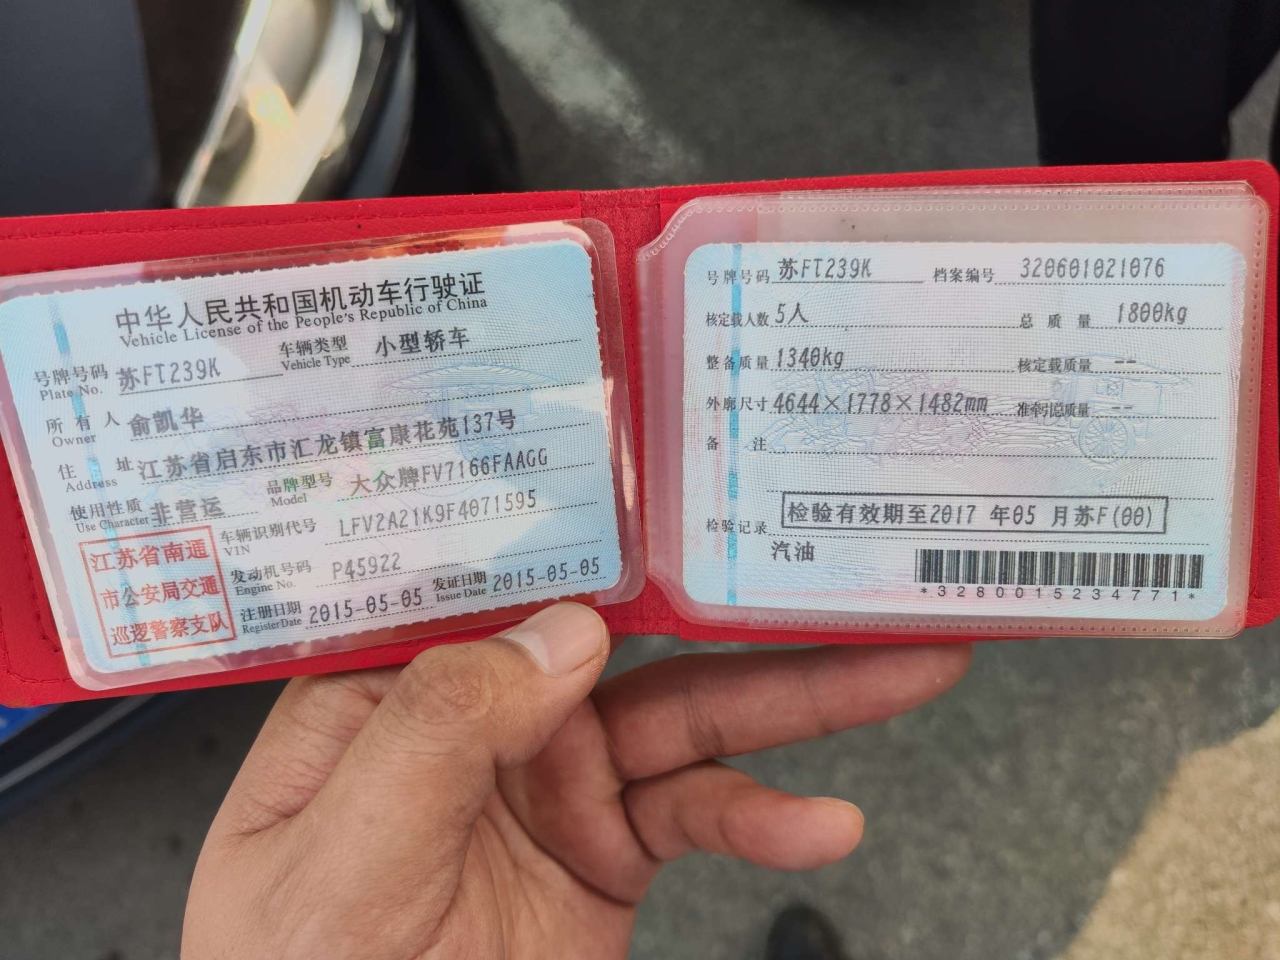 中华人民共和国机动车行驶证
Vehicle License of the People's Republic of China
号牌号码 苏FT239K 车辆类型 小型轿车
Plate No. Vehicle Type
所有人 俞凯华
Owner
住址 江苏省启东市汇龙镇富康花苑137号
Address
使用性质 非营运 品牌型号 大众牌FV7166FAAGG
Use Character Model
车辆识别代号 LFV2A21K9F4071595
VIN
发动机号码 P45922
Engine No.
注册日期 2015-05-05 发证日期 2015-05-05
Register Date Issue Date
江苏省南通
市公安局交通
巡逻警察支队
号牌号码 苏FT239K 档案编号 320601021076
核定载人数 5人 总质量 1800kg
整备质量 1340kg 核定载质量 --
外廓尺寸 4644×1778×1482mm 准牵引总质量 --
备注
检验记录 检验有效期至2017 年05 月苏F(00)
汽油
*3280015234771*